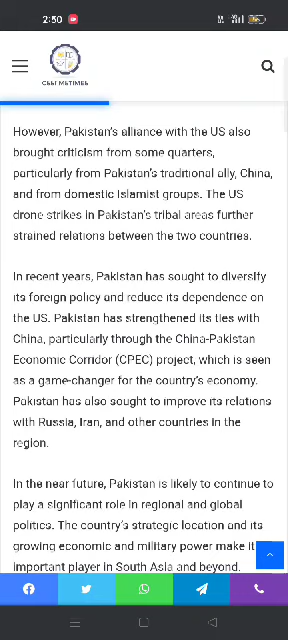 2:50
CSSPMSTIMES
However, Pakistan's alliance with the US also
brought criticism from some quarters,
particularly from Pakistan's traditional ally, China,
and from domestic Islamist groups. The US
drone strikes in Pakistan's tribal areas further
strained relations between the two countries.
In recent years, Pakistan has sought to diversify
its foreign policy and reduce its dependence on
the US. Pakistan has strengthened its ties with
China, particularly through the China-Pakistan
Economic Corridor (CPEC) project, which is seen
as a game-changer for the country's economy.
Pakistan has also sought to improve its relations
with Russia, Iran, and other countries in the
region.
In the near future, Pakistan is likely to continue to
play a significant role in regional and global
politics. The country's strategic location and its
growing economic and military power make it
important player in South Asia and beyond.